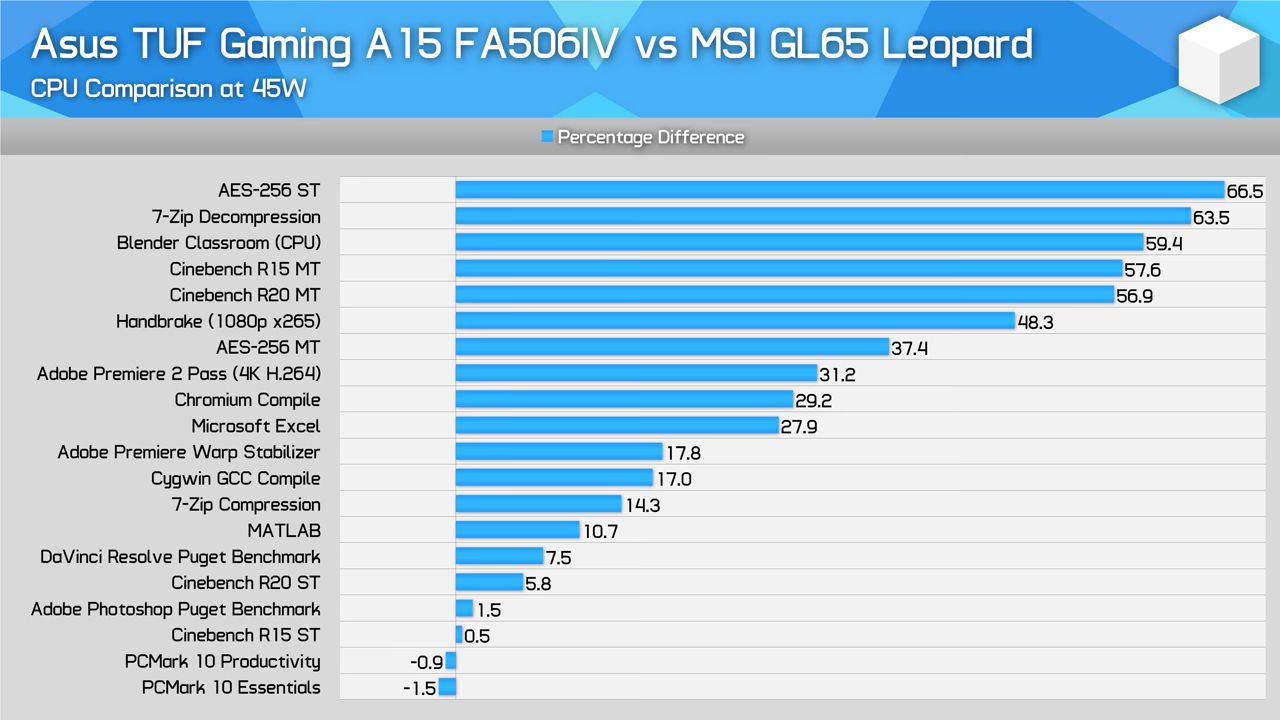 Asus TUF Gaming A15 FA506IV vs MSI GL65 Leopard
CPU Comparison at 45W
Percentage Difference
AES-256 ST 66.5
7-Zip Decompression 63.5
Blender Classroom (CPU) 59.4
Cinebench R15 MT 57.6
Cinebench R20 MT 56.9
Handbrake (1080p x265) 48.3
AES-256 MT 37.4
Adobe Premiere 2 Pass (4K H.264) 31.2
Chromium Compile 29.2
Microsoft Excel 27.9
Adobe Premiere Warp Stabilizer 17.8
Cygwin GCC Compile 17.0
7-Zip Compression 14.3
MATLAB 10.7
DaVinci Resolve Puget Benchmark 7.5
Cinebench R20 ST 5.8
Adobe Photoshop Puget Benchmark 1.5
Cinebench R15 ST 0.5
PCMark 10 Productivity -0.9
PCMark 10 Essentials -1.5